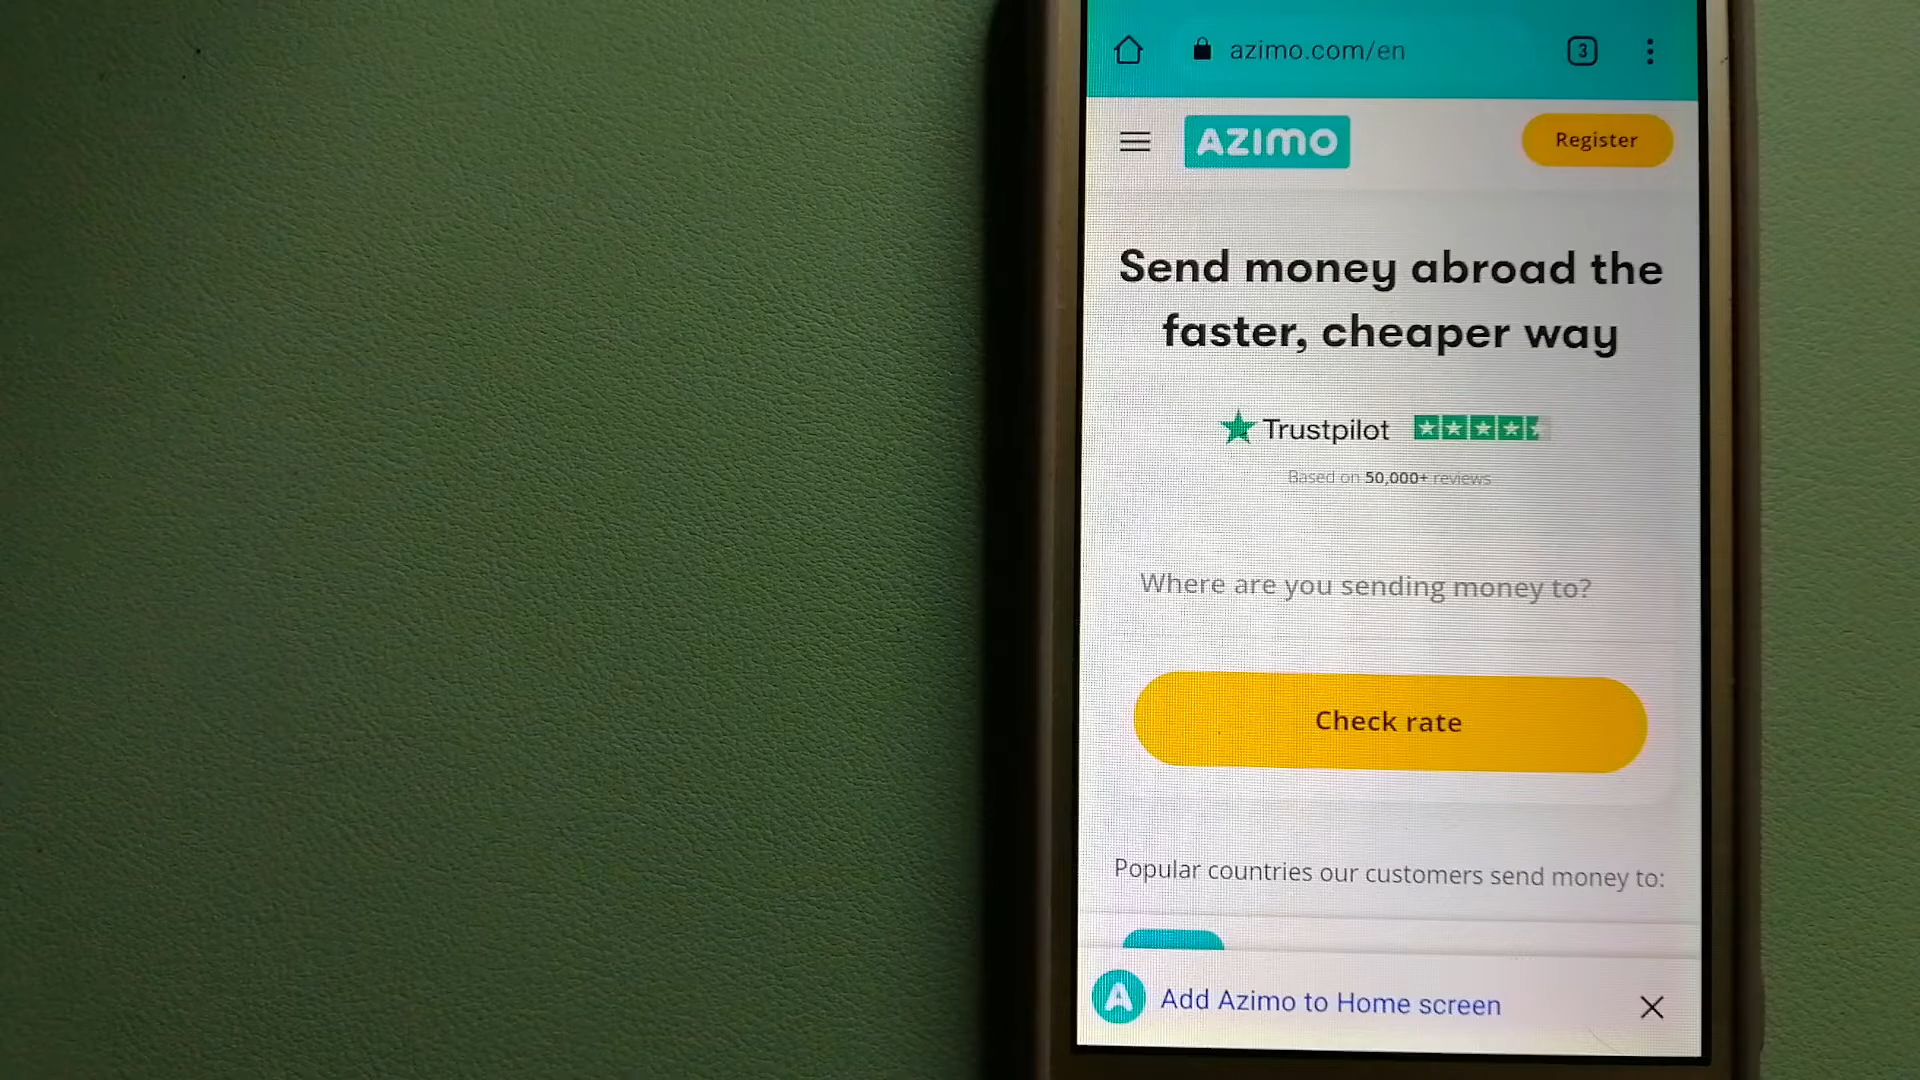 azimo.com/en
3
AZIMO
Register
Send money abroad the
faster, cheaper way
Trustpilot
Based on 50,000+ reviews
Where are you sending money to?
Check rate
Popular countries our customers send money to:
A
Add Azimo to Home screen